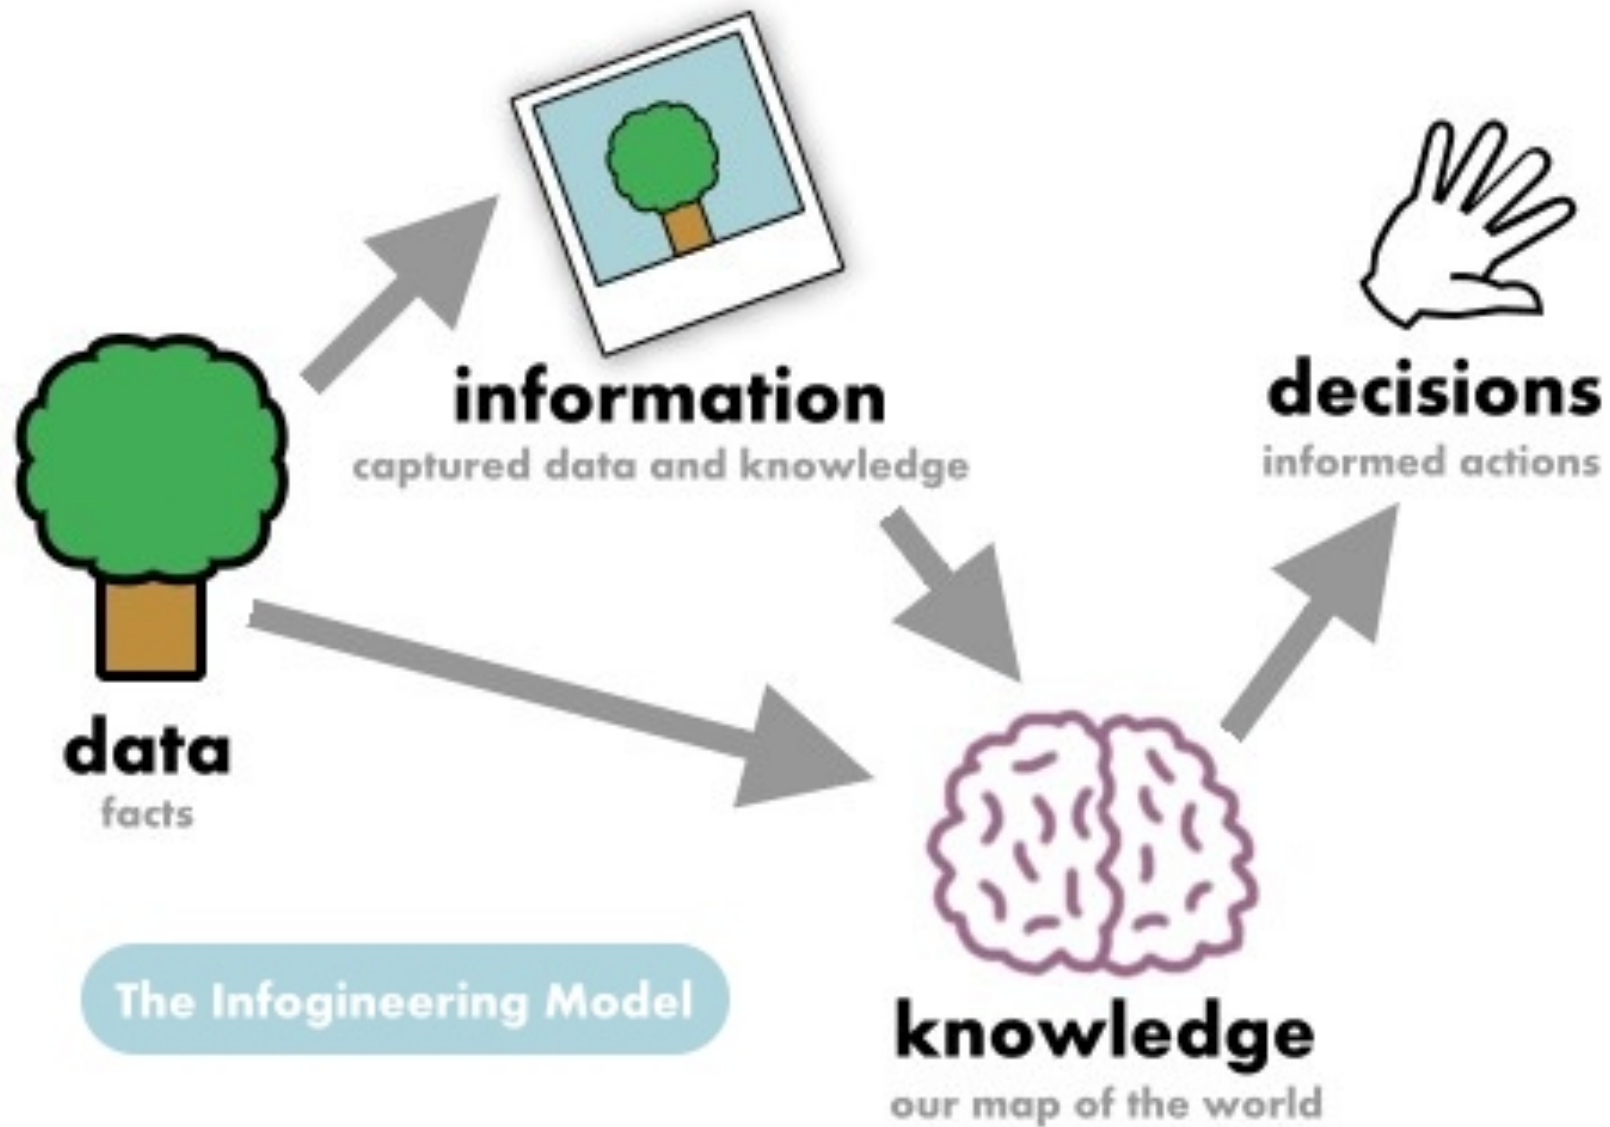 information
captured data and knowledge
decisions
informed actions
data
facts
The Infogineering Model
knowledge
our map of the world